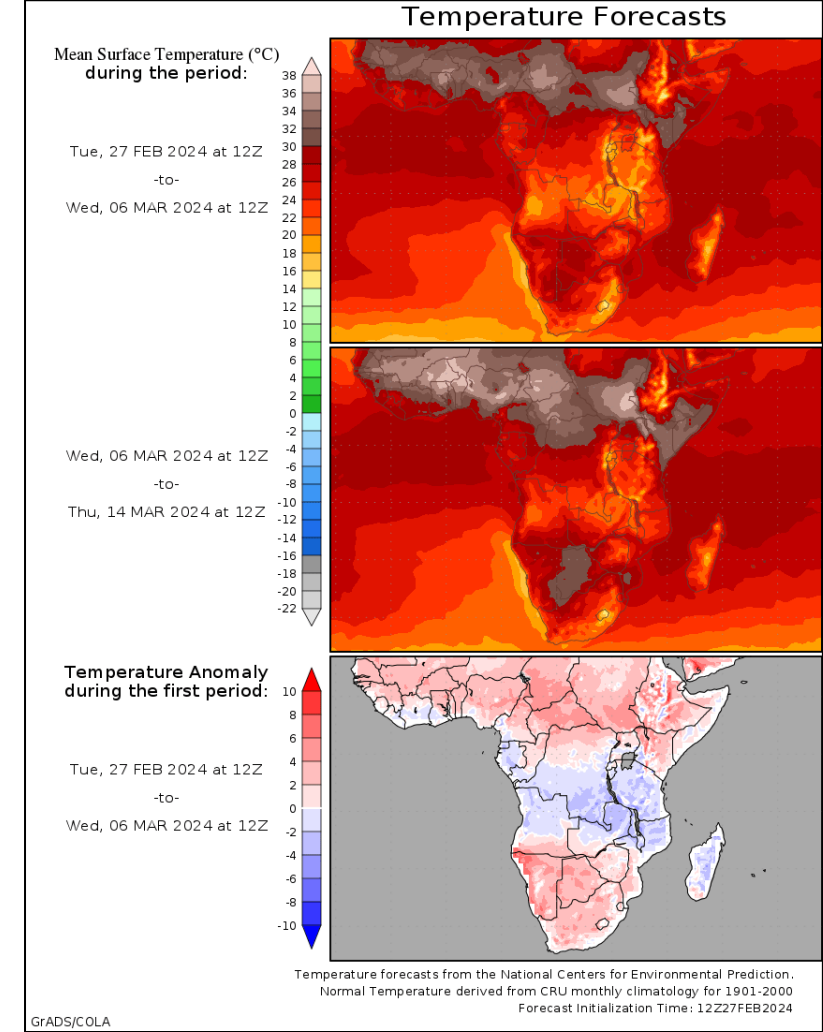 Temperature Forecasts
Mean Surface Temperature (°C)
during the period:
Tue, 27 FEB 2024 at 12Z
-to-
Wed, 06 MAR 2024 at 12Z
38
36
34
32
30
28
26
24
22
20
18
16
14
12
10
8
6
4
2
0
-2
-4
-6
-8
-10
-12
-14
-16
-18
-20
-22
Wed, 06 MAR 2024 at 12Z
-to-
Thu, 14 MAR 2024 at 12Z
Temperature Anomaly
during the first period:
Tue, 27 FEB 2024 at 12Z
-to-
Wed, 06 MAR 2024 at 12Z
10
8
6
4
2
0
-2
-4
-6
-8
-10
Temperature forecasts from the National Centers for Environmental Prediction.
Normal Temperature derived from CRU monthly climatology for 1901-2000
Forecast Initialization Time: 12Z27FEB2024
GrADS/COLA